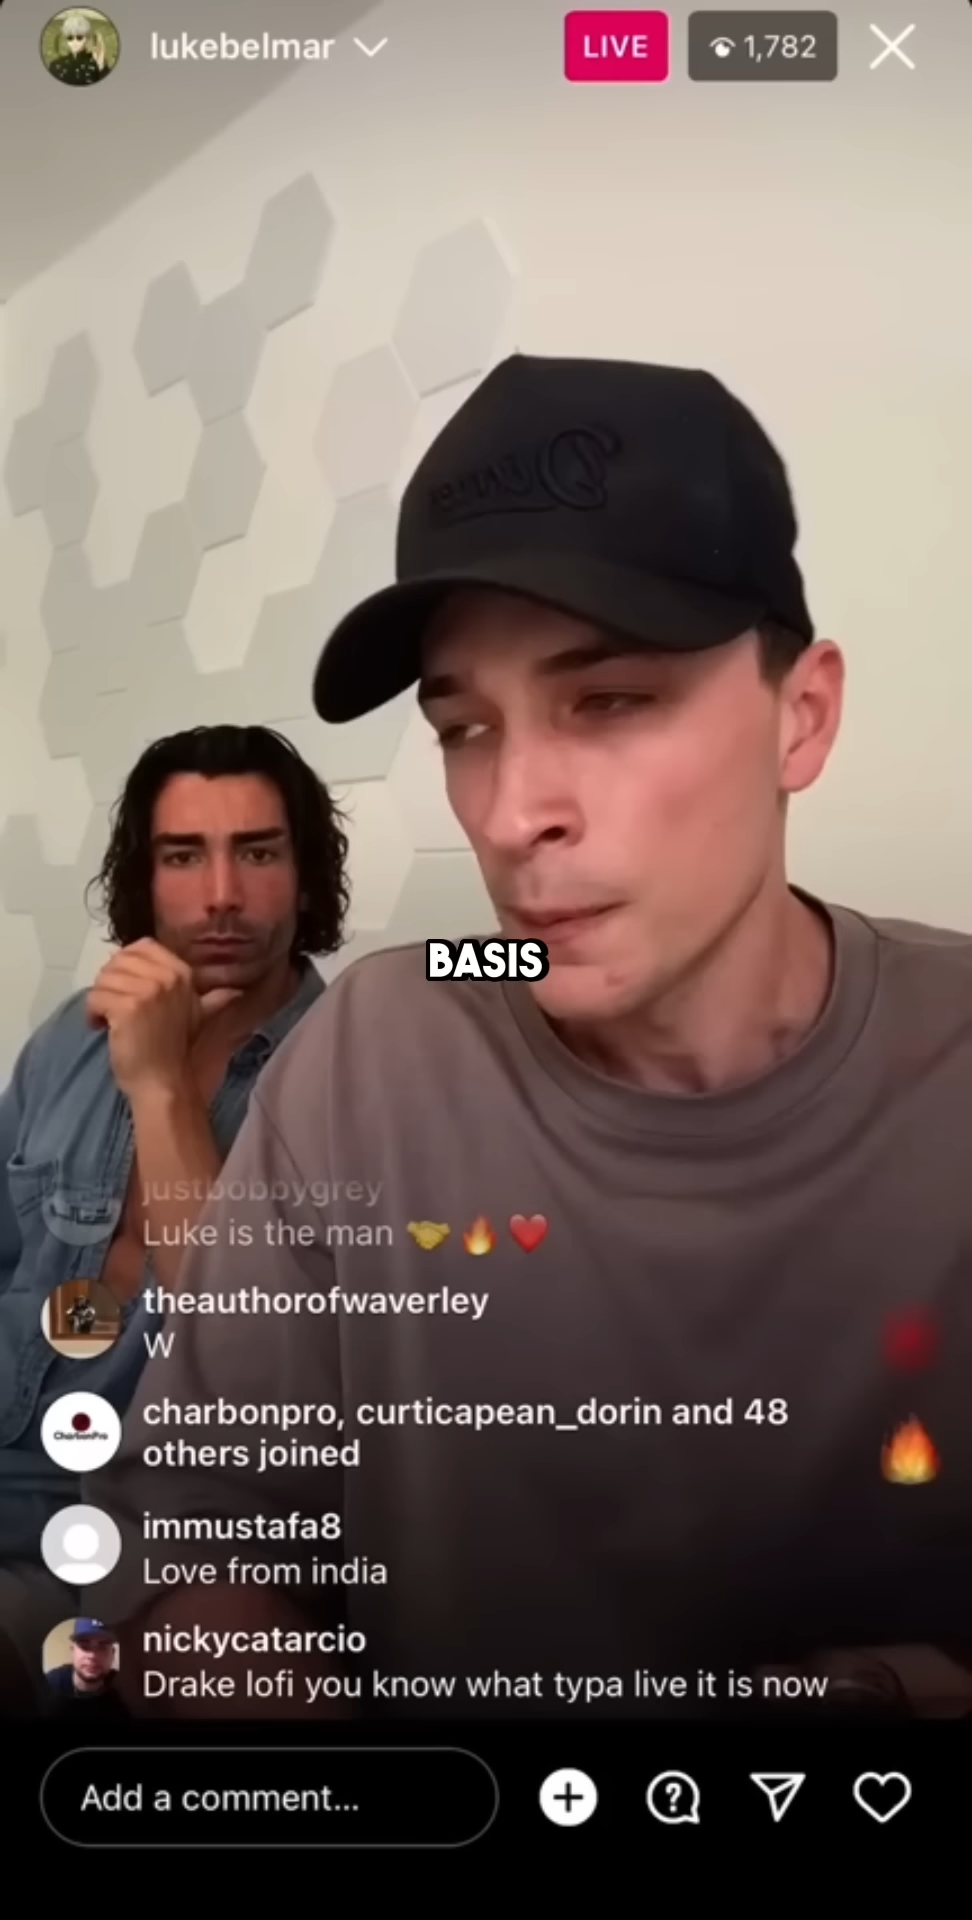 lukebelmar
LIVE
1,782
BASIS
justbobbygrey
Luke is the man 🤝 🔥 ❤️
theauthorofwaverley
W
CharbonPro
charbonpro, curticapean_dorin and 48
others joined
immustafa8
Love from india
nickycatarcio
Drake lofi you know what typa live it is now
Add a comment...